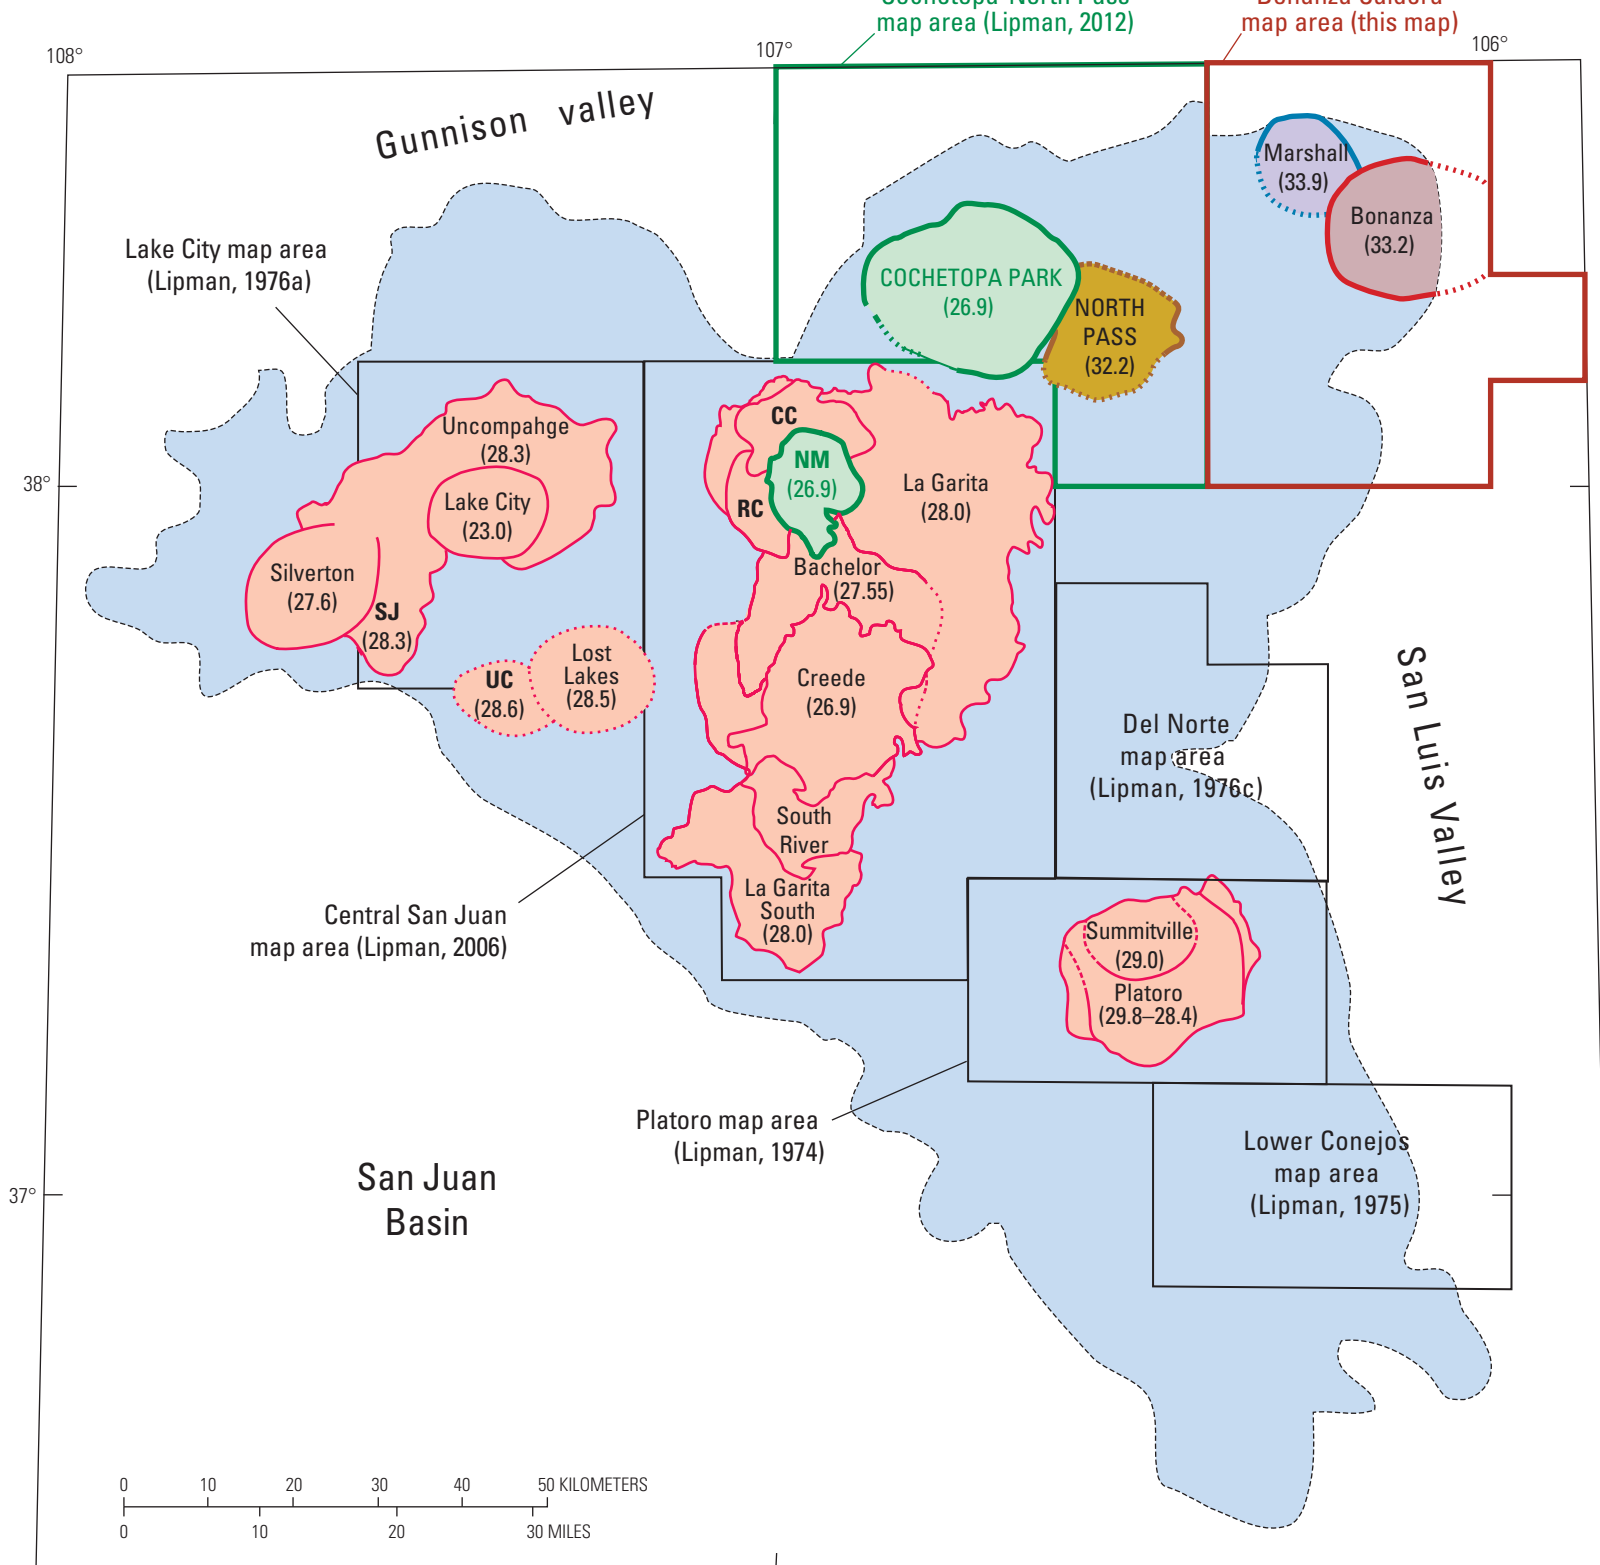 Cochetopa-North Pass
map area (Lipman, 2012)
Bonanza Caldera
map area (this map)
108°
107°
106°
Gunnison valley
Marshall
(33.9)
Bonanza
(33.2)
Lake City map area
(Lipman, 1976a)
COCHETOPA PARK
(26.9)
NORTH
PASS
(32.2)
CC
Uncompahge
(28.3)
NM
(26.9)
La Garita
(28.0)
38°
Lake City
(23.0)
RC
Silverton
(27.6)
Bachelor
(27.55)
SJ
(28.3)
Lost
Lakes
(28.5)
UC
(28.6)
Creede
(26.9)
San Luis Valley
Del Norte
map area
(Lipman, 1976c)
South
River
La Garita
South
(28.0)
Central San Juan
map area (Lipman, 2006)
Summitville
(29.0)
Platoro
(29.8–28.4)
Platoro map area
(Lipman, 1974)
Lower Conejos
map area
(Lipman, 1975)
San Juan
Basin
37°
0 10 20 30 40 50 KILOMETERS
0 10 20 30 MILES